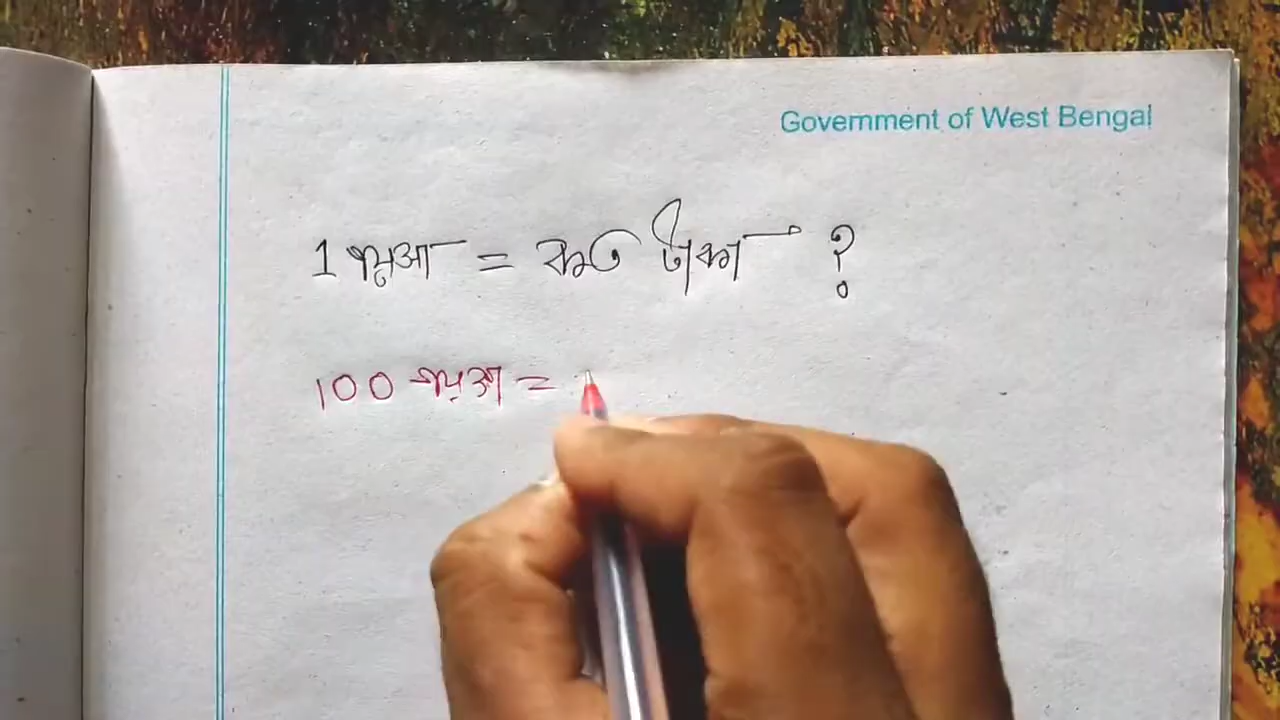 Government of West Bengal
1 পয়সা = কত টাকা ?
100 পয়সা =